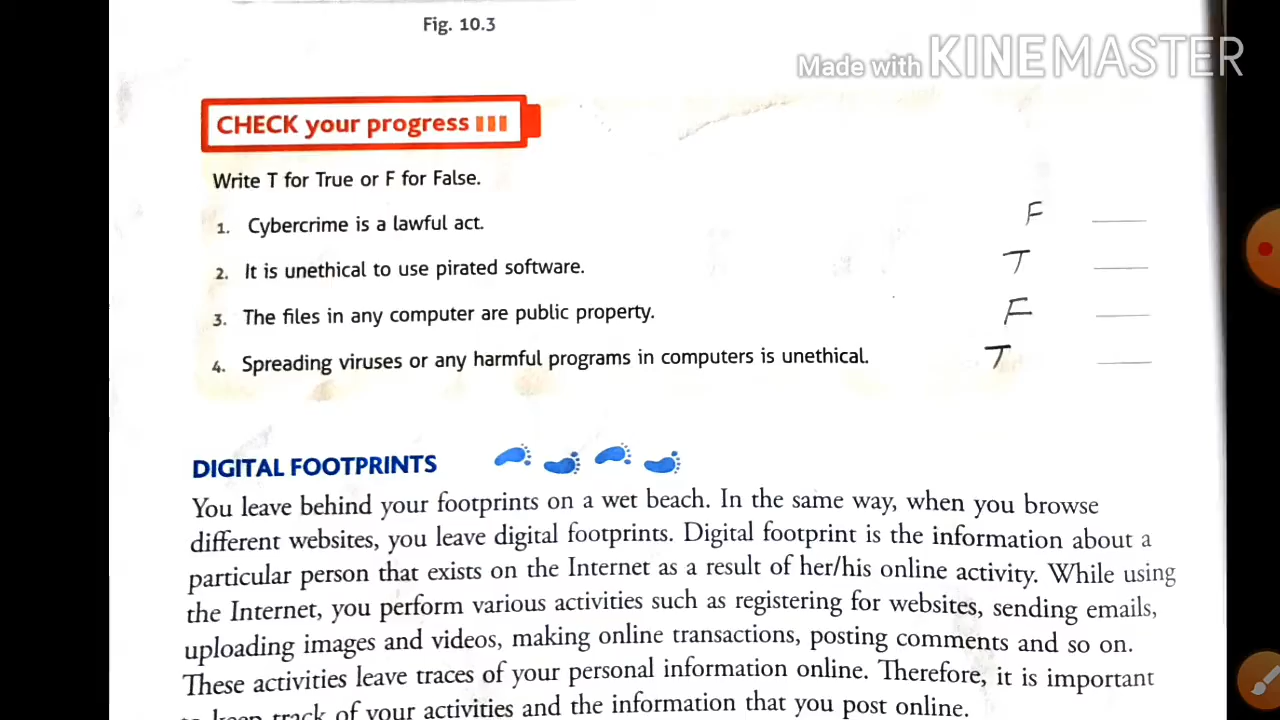 Fig. 10.3
Made with KINEMASTER
CHECK your progress
Write T for True or F for False.
1. Cybercrime is a lawful act. F
2. It is unethical to use pirated software. T
3. The files in any computer are public property. F
4. Spreading viruses or any harmful programs in computers is unethical. T
DIGITAL FOOTPRINTS
You leave behind your footprints on a wet beach. In the same way, when you browse
different websites, you leave digital footprints. Digital footprint is the information about a
particular person that exists on the Internet as a result of her/his online activity. While using
the Internet, you perform various activities such as registering for websites, sending emails,
uploading images and videos, making online transactions, posting comments and so on.
These activities leave traces of your personal information online. Therefore, it is important
to keep track of your activities and the information that you post online.